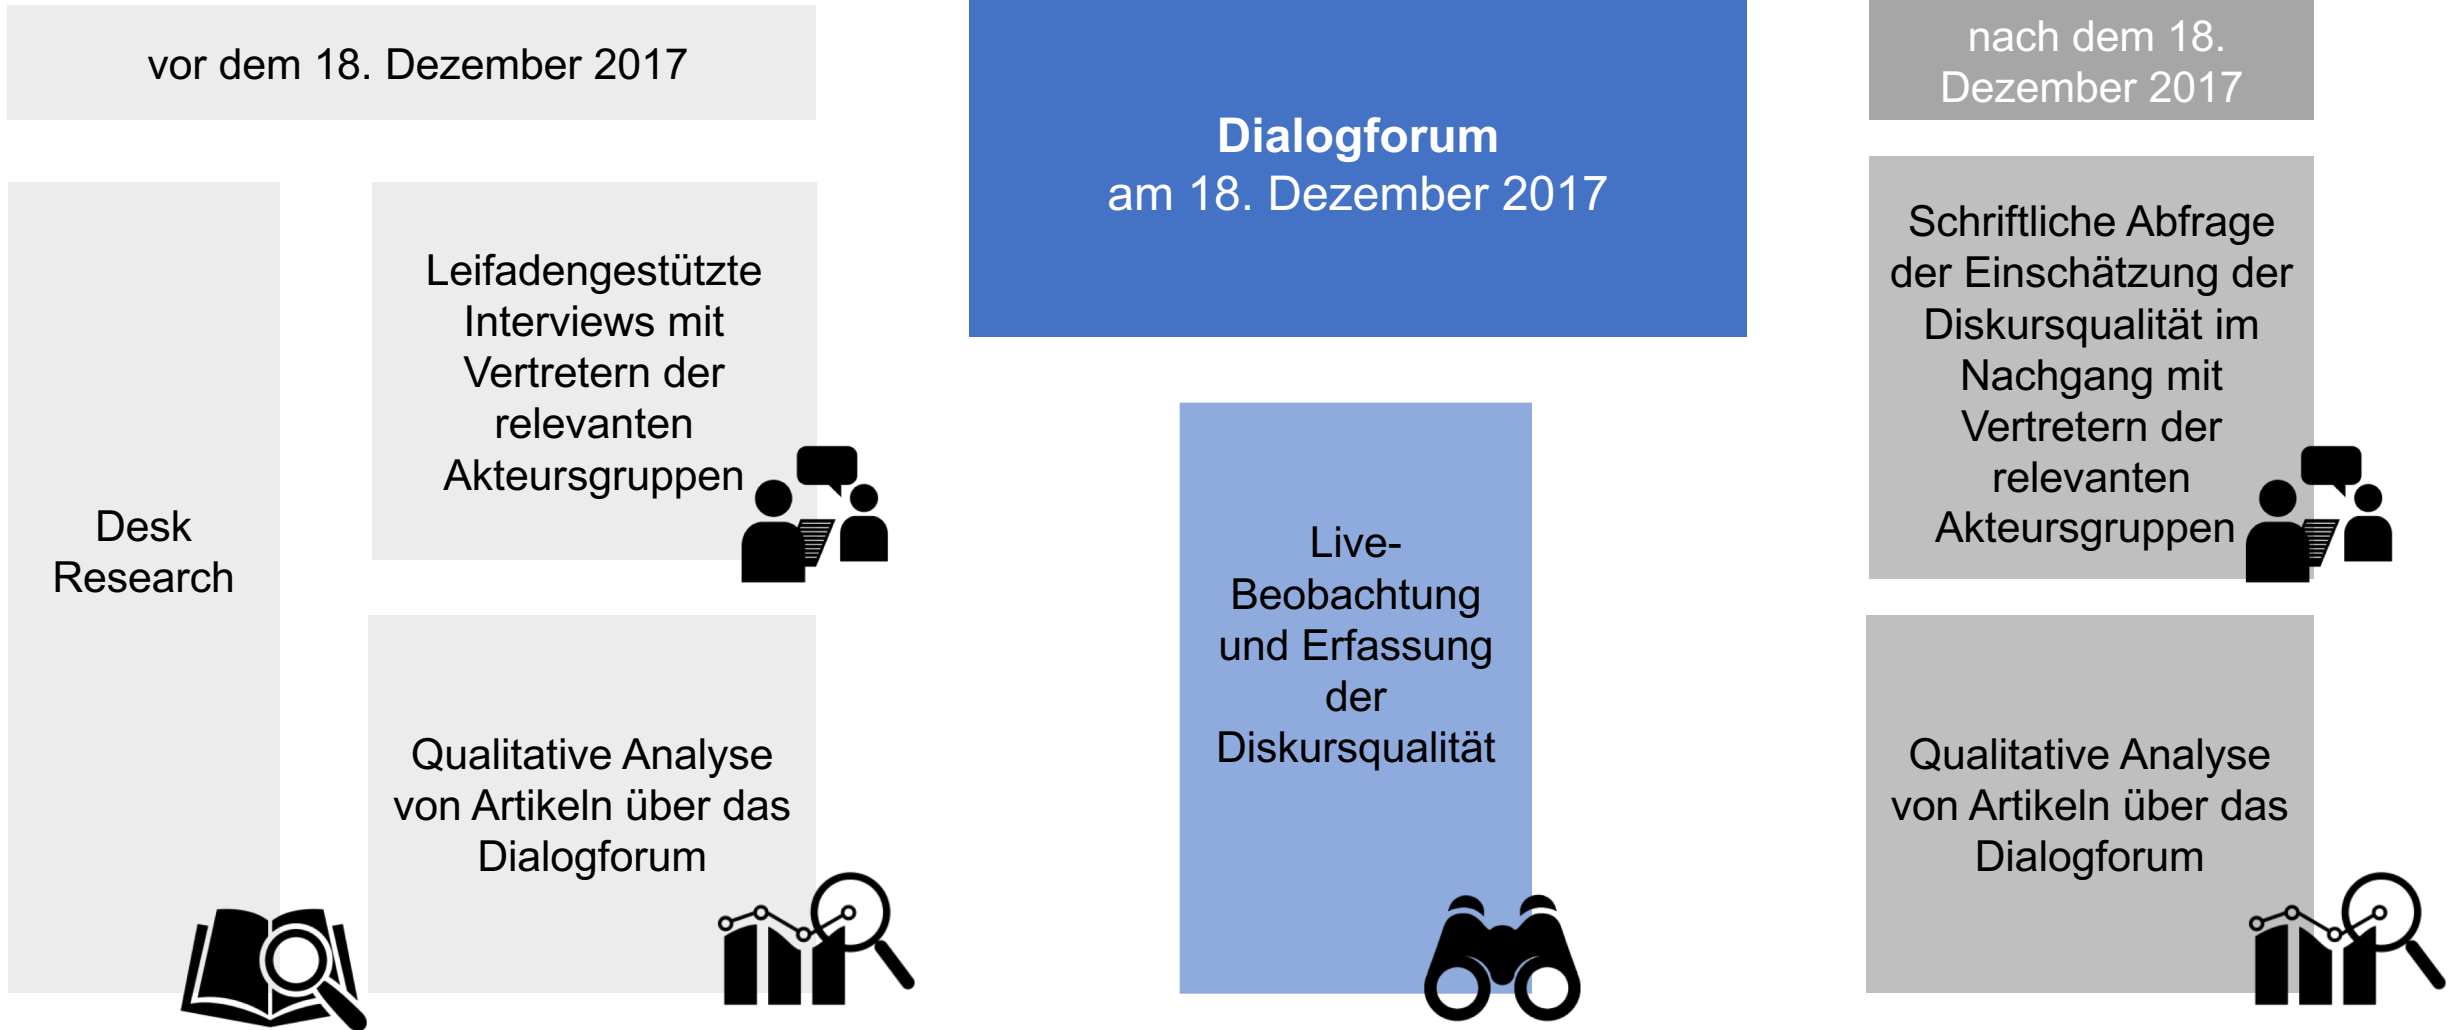 vor dem 18. Dezember 2017
Desk
Research
Leifadengestützte
Interviews mit
Vertretern der
relevanten
Akteursgruppen
Qualitative Analyse
von Artikeln über das
Dialogforum
Dialogforum
am 18. Dezember 2017
Live-
Beobachtung
und Erfassung
der
Diskursqualität
nach dem 18.
Dezember 2017
Schriftliche Abfrage
der Einschätzung der
Diskursqualität im
Nachgang mit
Vertretern der
relevanten
Akteursgruppen
Qualitative Analyse
von Artikeln über das
Dialogforum